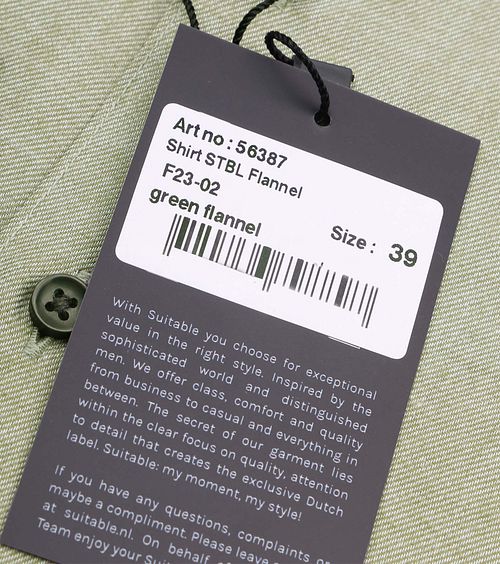 Art no : 56387
Shirt STBL Flannel
F23-02
green flannel
Size : 39
With Suitable you choose for exceptional
value in the right style. Inspired by the
sophisticated world and distinguished
men. We offer class, comfort and quality
from business to casual and everything in
between. The secret of our garment lies
within the clear focus on quality, attention
to detail that creates the exclusive Dutch
label. Suitable: my moment, my style!
If you have any questions, complaints or
maybe a compliment. Please leave
at suitable.nl. On behalf of
Team enjoy your